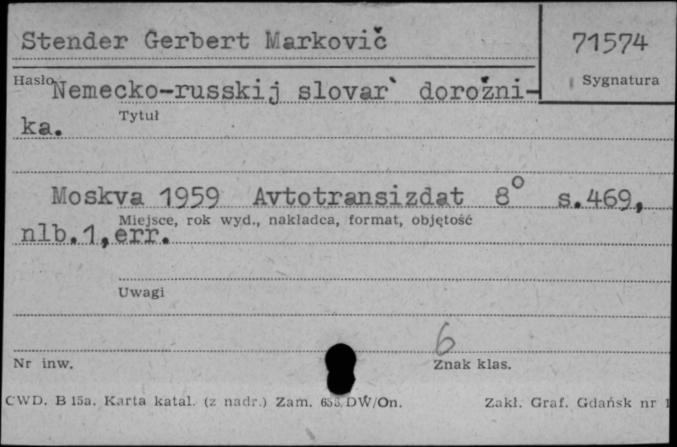 Stender Gerbert Markovič
71574
Hasło
Sygnatura
Nemecko-russkij slovar` dorožni-
Tytuł
ka.
Moskva 1959 Avtotransizdat 8° s.469,
Miejsce, rok wyd., nakładca, format, objętość
nlb.1,err.
Uwagi
6
Nr inw.
Znak klas.
CWD. B 15a. Karta katal. (z nadr.) Zam. DW/On.
Zakł. Graf. Gdańsk nr 1